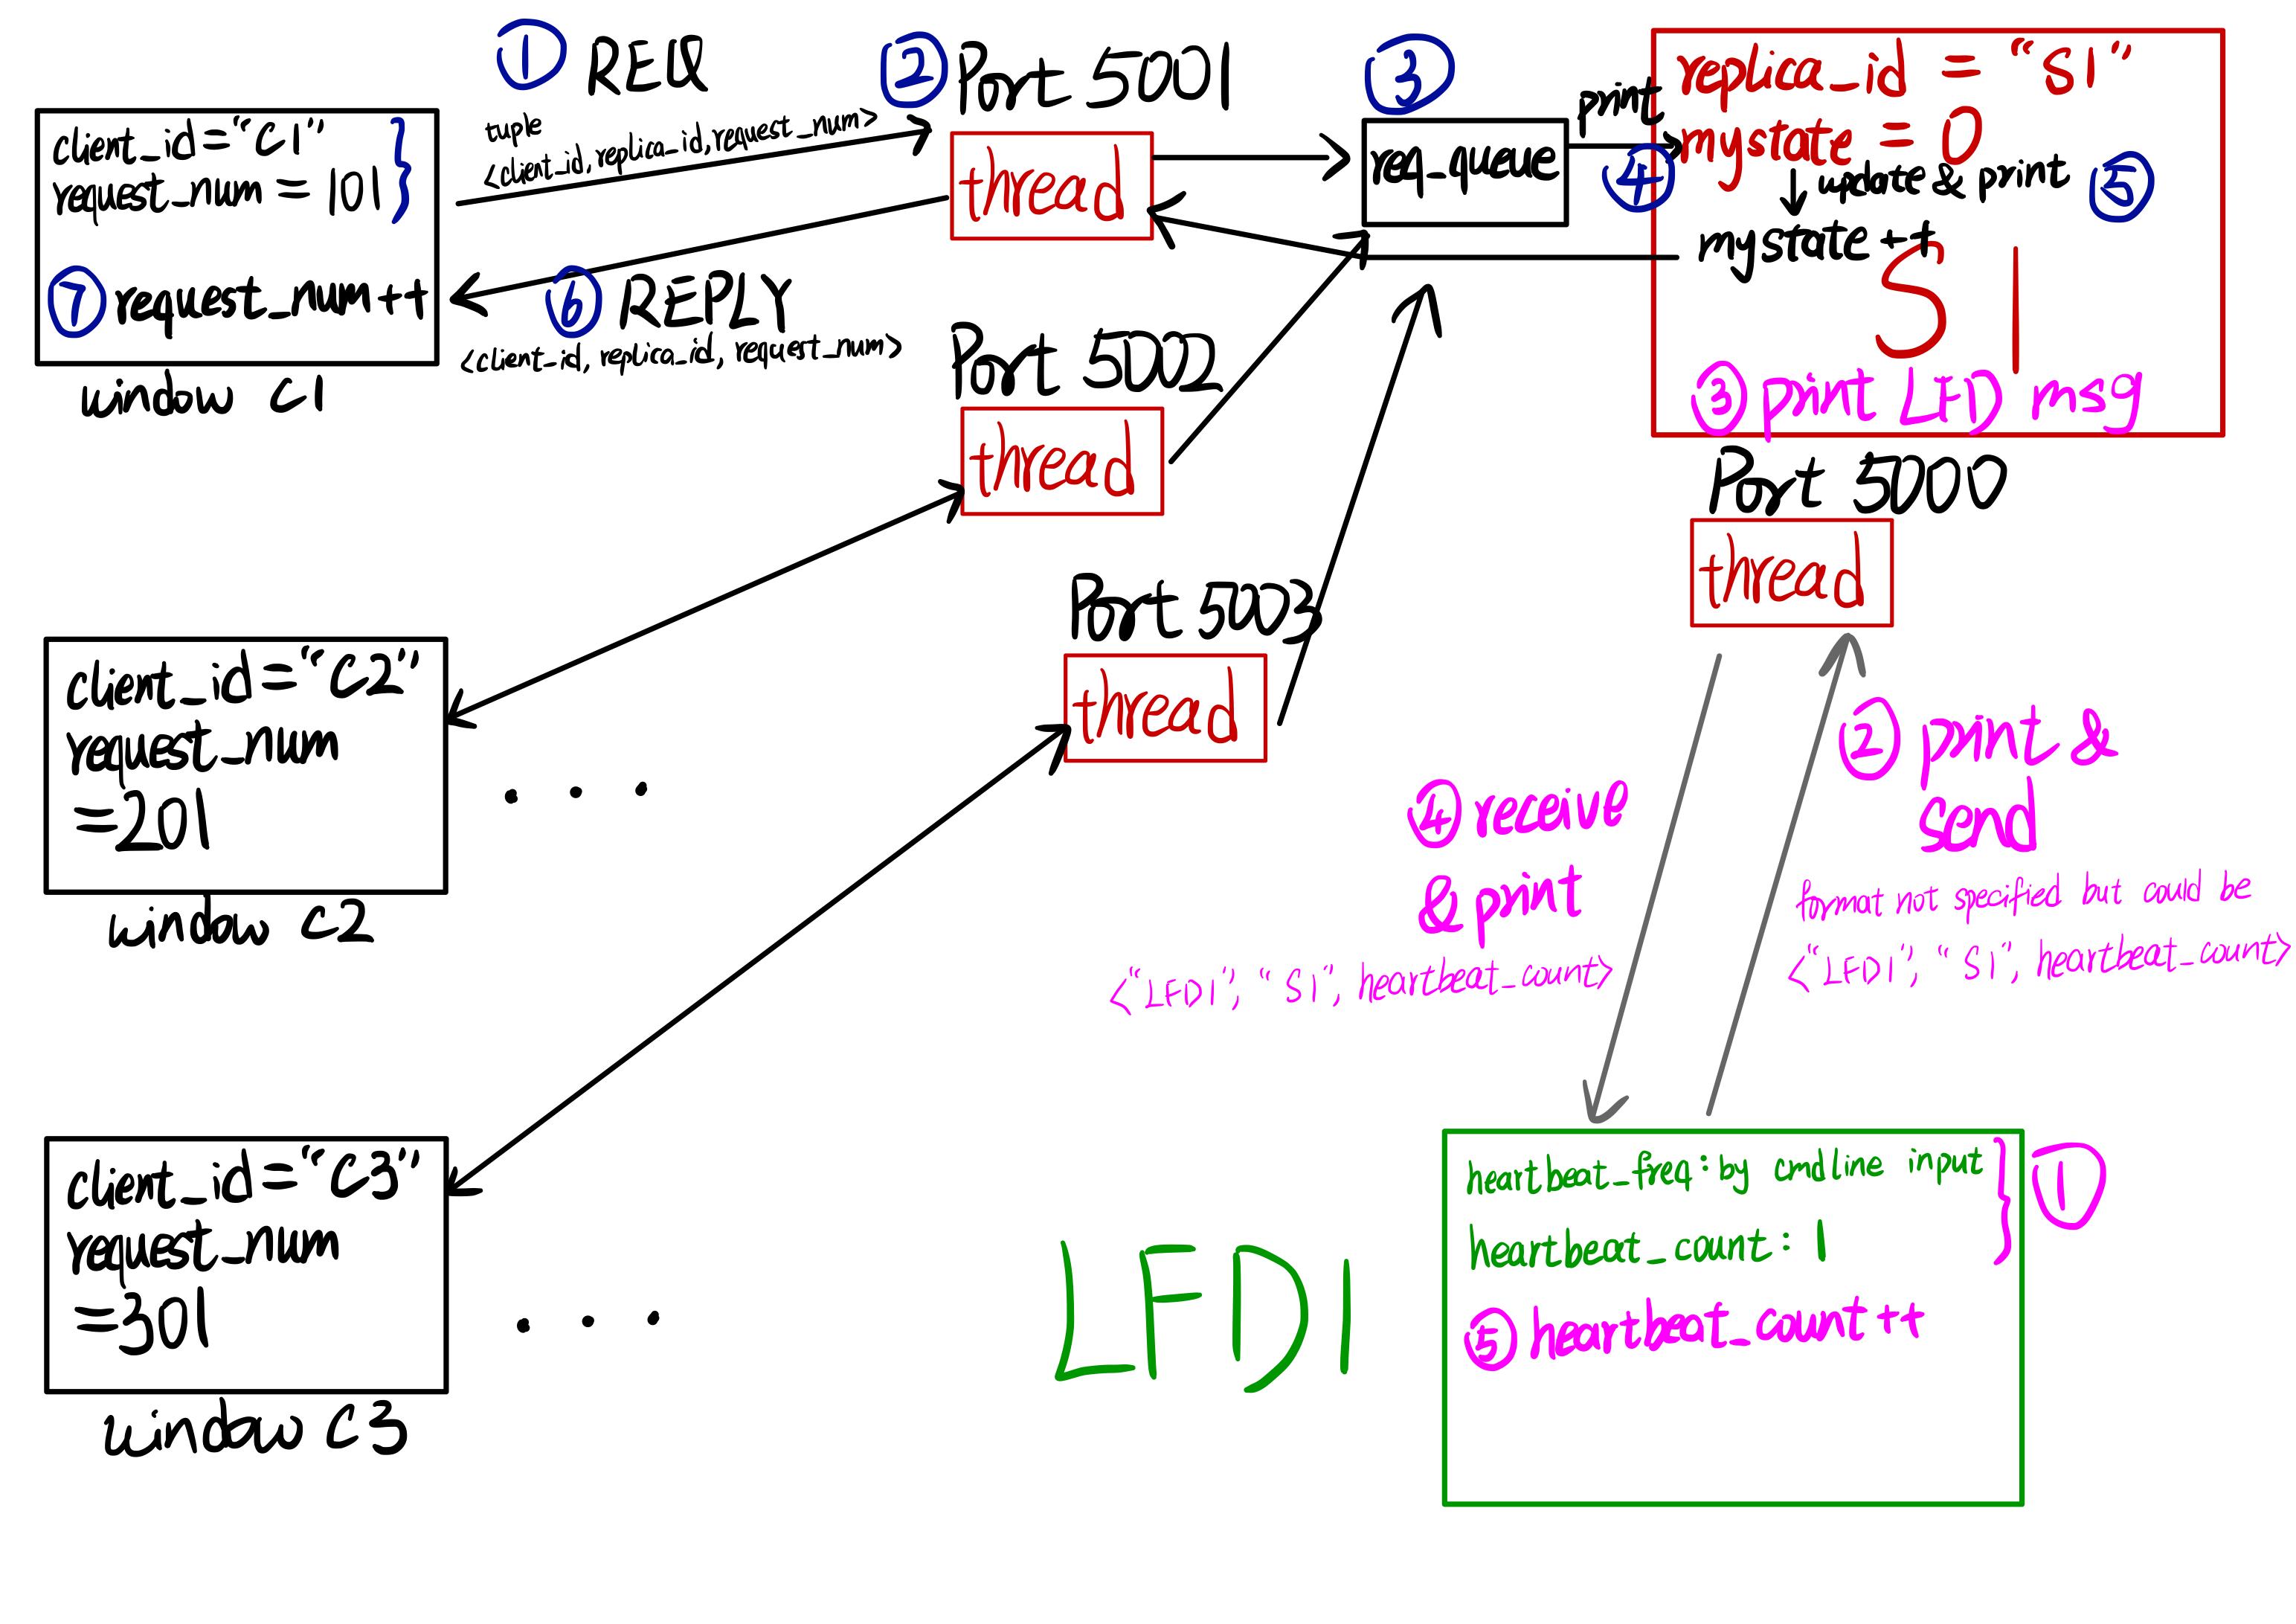 ① REQ
tuple
<client_id, replica_id, request_num>
② Port 5001
thread
③
req_queue
print
④
replica_id = "S1"
mystate = 0
update & print ⑤
mystate++
S1
③ print LFD msg
client_id="C1"
request_num = 101
⑦ request_num++
window C1
⑥ REPLY
<client_id, replica_id, request_num>
Port 5002
thread
Port 5000
thread
Port 5003
thread
client_id="C2"
request_num
=201
window C2
...
② print &
send
format not specified but could be
<"LFD1", "S1", heartbeat_count>
④ receive
& print
<"LFD1", "S1", heartbeat_count>
client_id="C3"
request_num
=301
window C3
...
LFD1
heartbeat_freq: by cmdline input
heartbeat_count: 1
①
⑤ heartbeat_count++